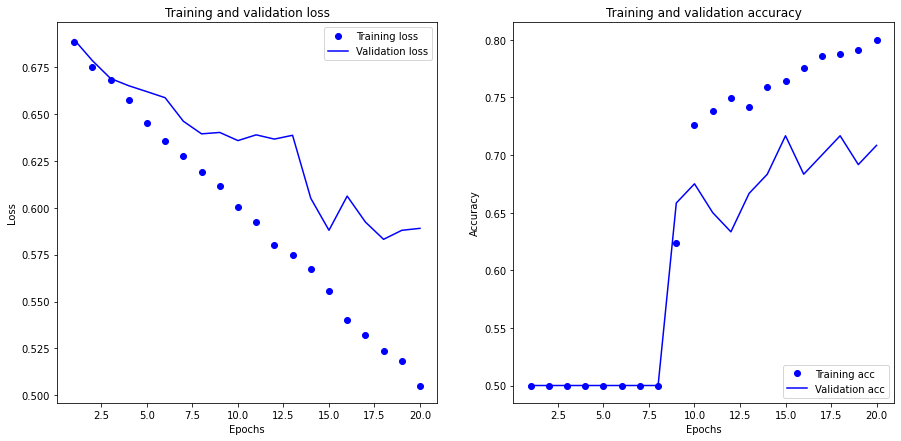 Training and validation loss
Training loss
Validation loss
0.675
0.650
0.625
0.600
0.575
0.550
0.525
0.500
Loss
2.5 5.0 7.5 10.0 12.5 15.0 17.5 20.0
Epochs
Training and validation accuracy
0.80
0.75
0.70
0.65
0.60
0.55
0.50
Accuracy
Training acc
Validation acc
2.5 5.0 7.5 10.0 12.5 15.0 17.5 20.0
Epochs